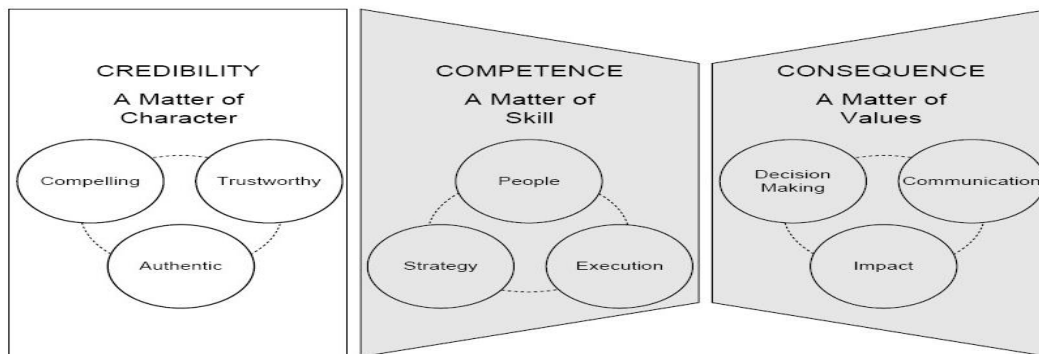 CREDIBILITY
A Matter of
Character
Compelling
Trustworthy
Authentic
COMPETENCE
A Matter of
Skill
People
Strategy
Execution
CONSEQUENCE
A Matter of
Values
Decision
Making
Communication
Impact